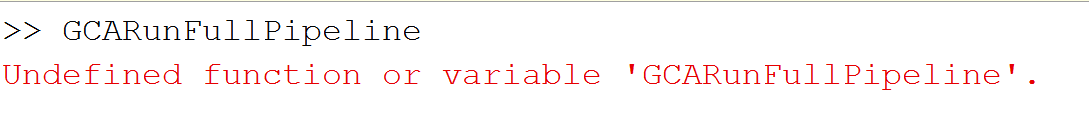 >> GCARunFullPipeline
Undefined function or variable 'GCARunFullPipeline'.